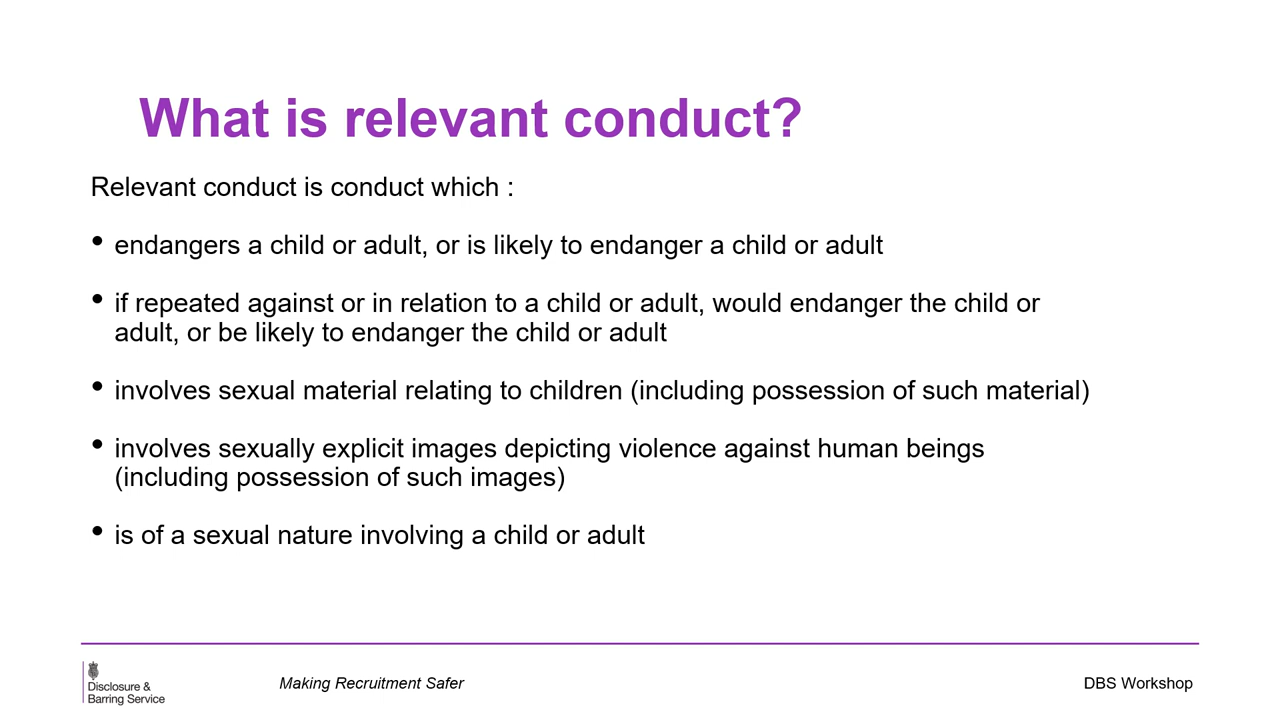 What is relevant conduct?
Relevant conduct is conduct which :
• endangers a child or adult, or is likely to endanger a child or adult
• if repeated against or in relation to a child or adult, would endanger the child or
adult, or be likely to endanger the child or adult
• involves sexual material relating to children (including possession of such material)
• involves sexually explicit images depicting violence against human beings
(including possession of such images)
• is of a sexual nature involving a child or adult
Disclosure &
Barring Service
Making Recruitment Safer
DBS Workshop